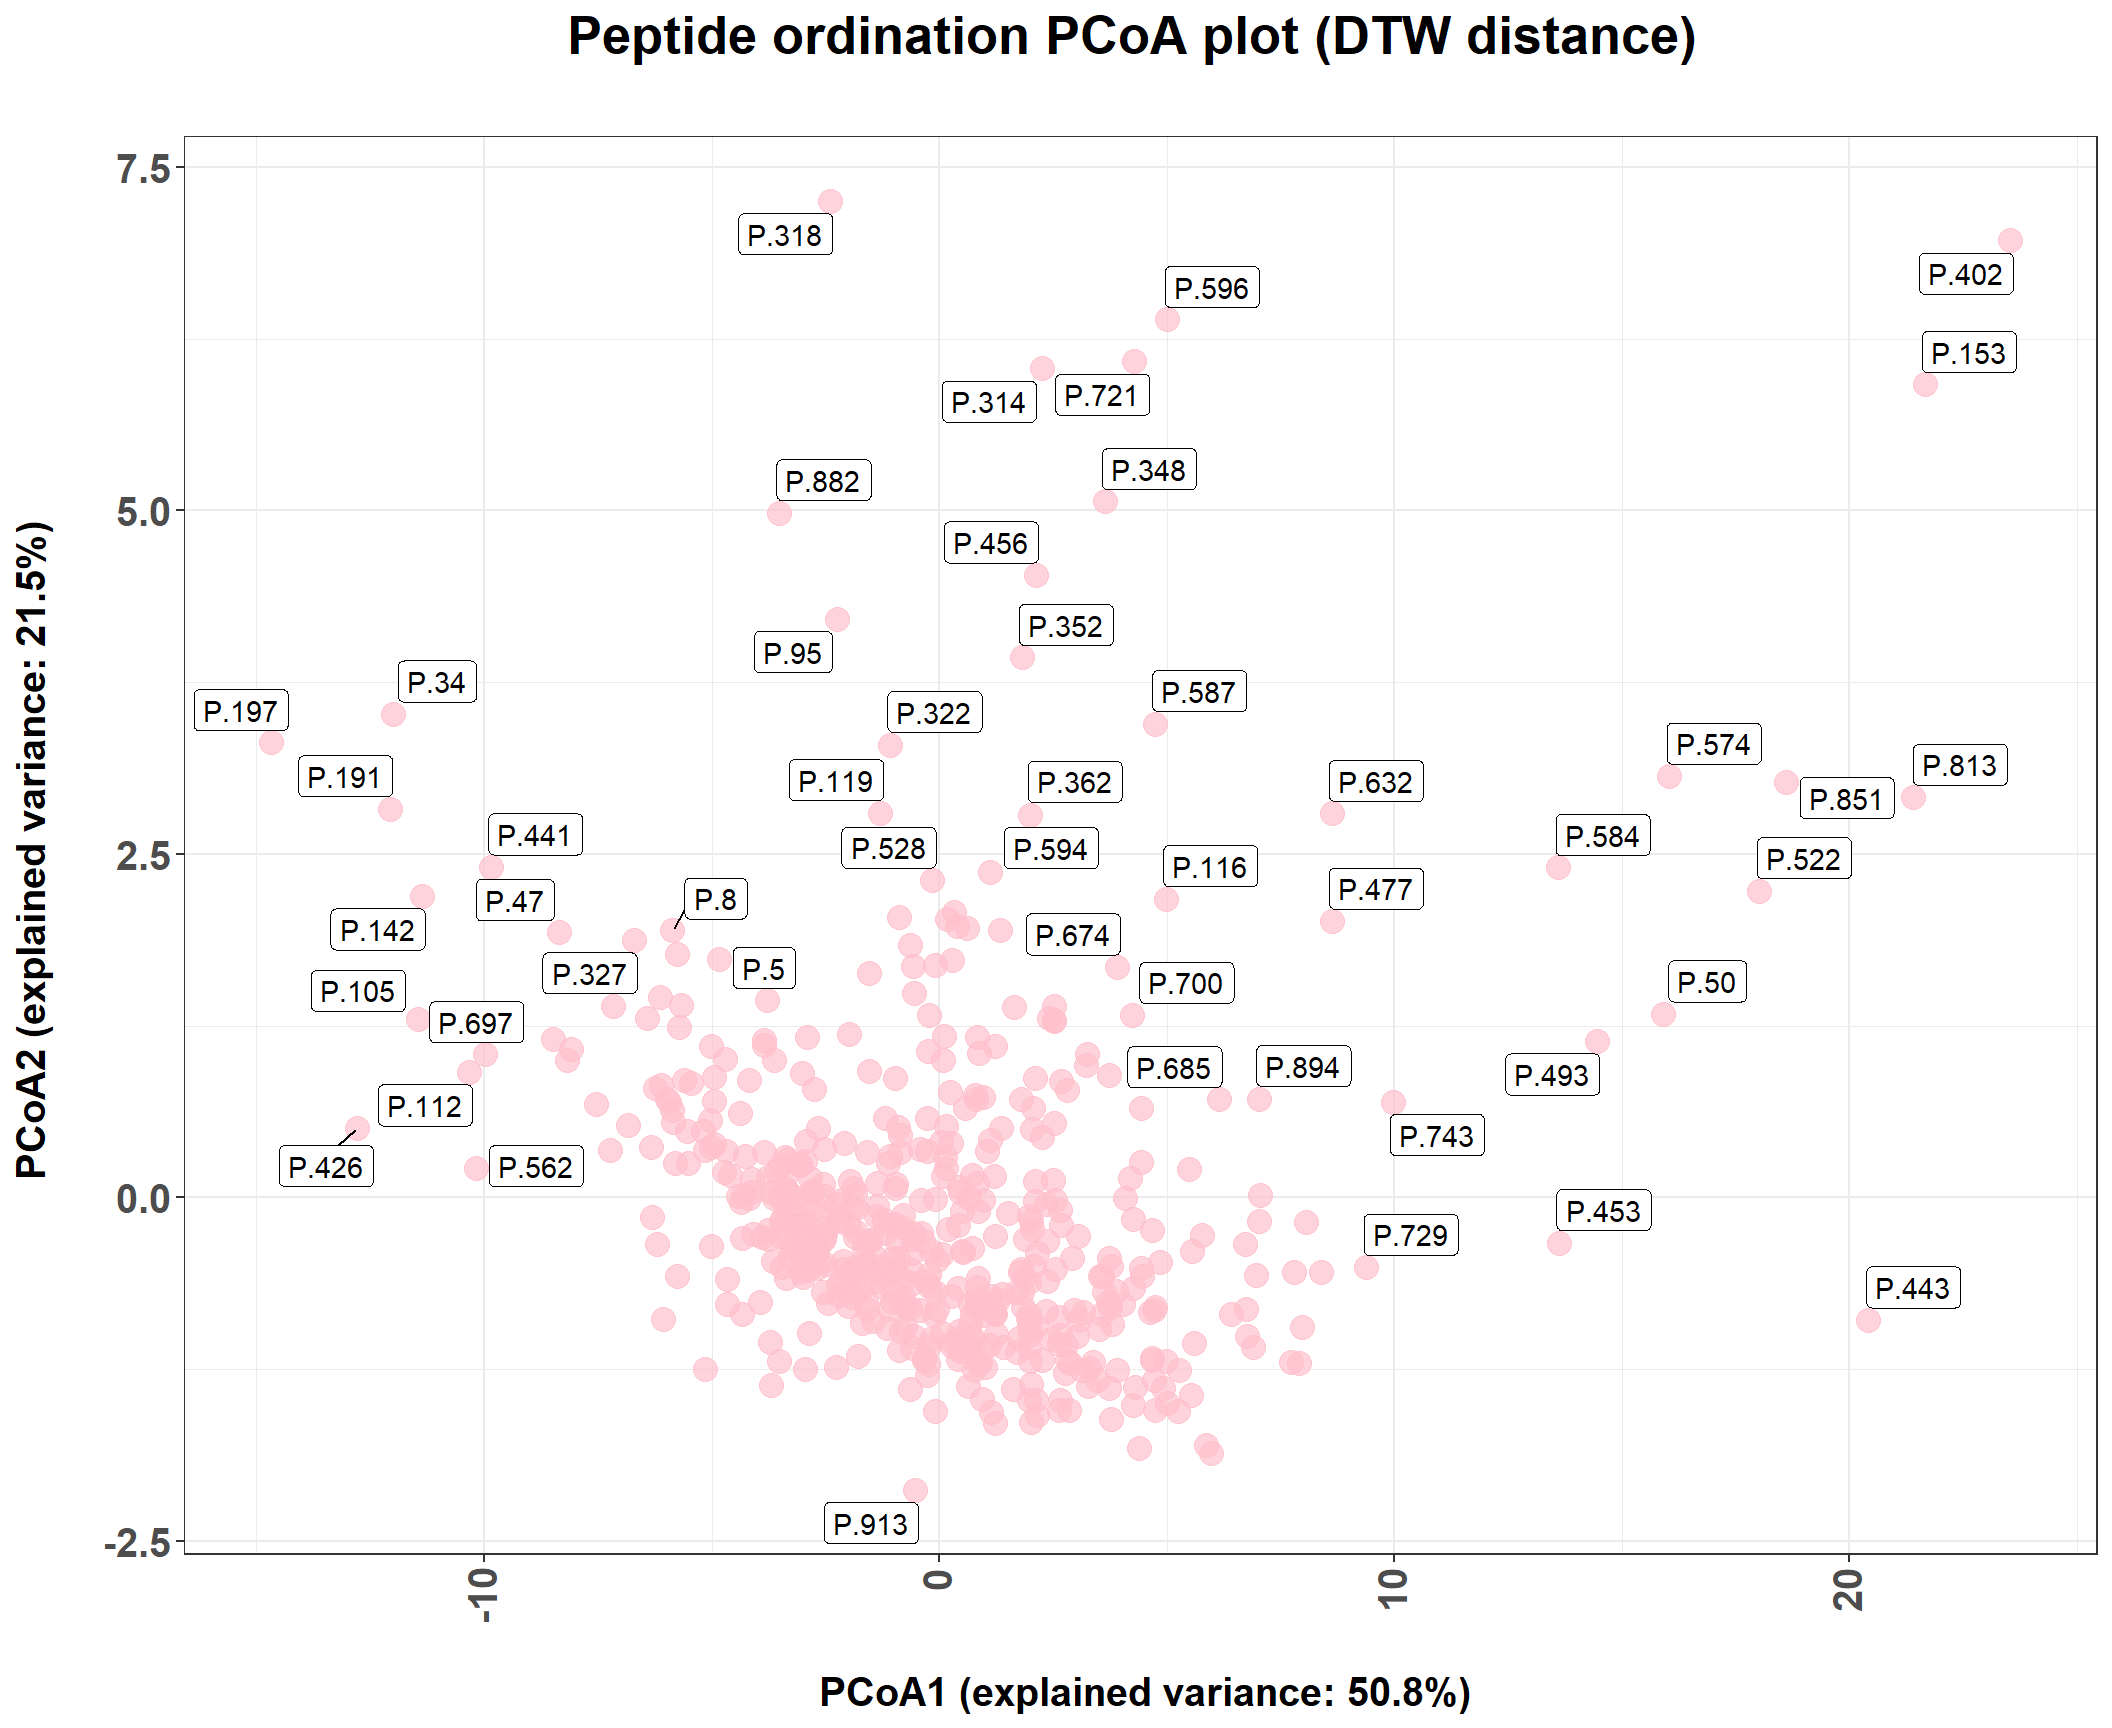 Peptide ordination PCoA plot (DTW distance)
PCoA2 (explained variance: 21.5%)
7.5
5.0
2.5
0.0
-2.5
P.318
P.596
P.402
P.153
P.314
P.721
P.882
P.348
P.456
P.352
P.95
P.34
P.197
P.322
P.587
P.191
P.119
P.362
P.632
P.574
P.813
P.851
P.441
P.528
P.594
P.584
P.116
P.522
P.47
P.8
P.477
P.142
P.674
P.327
P.5
P.105
P.700
P.50
P.697
P.685
P.894
P.493
P.112
P.743
P.426
P.562
P.453
P.729
P.443
P.913
-10
0
10
20
PCoA1 (explained variance: 50.8%)